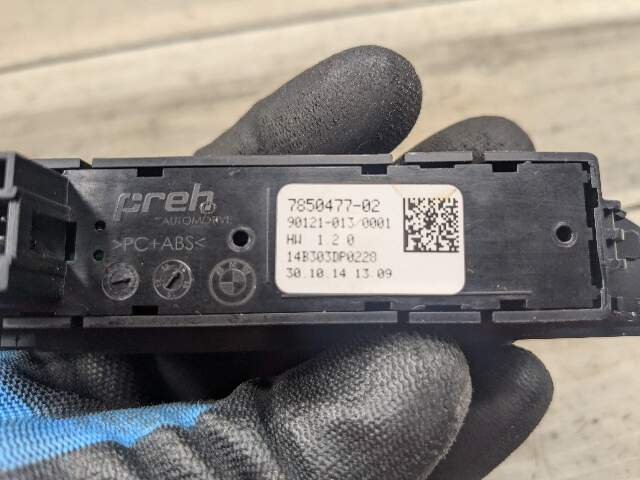 preh
AUTOMOTIVE
>PC+ABS<
7850477-02
90121-013/0001
HW 1 2 0
14B303DP0228
30.10.14 13.09